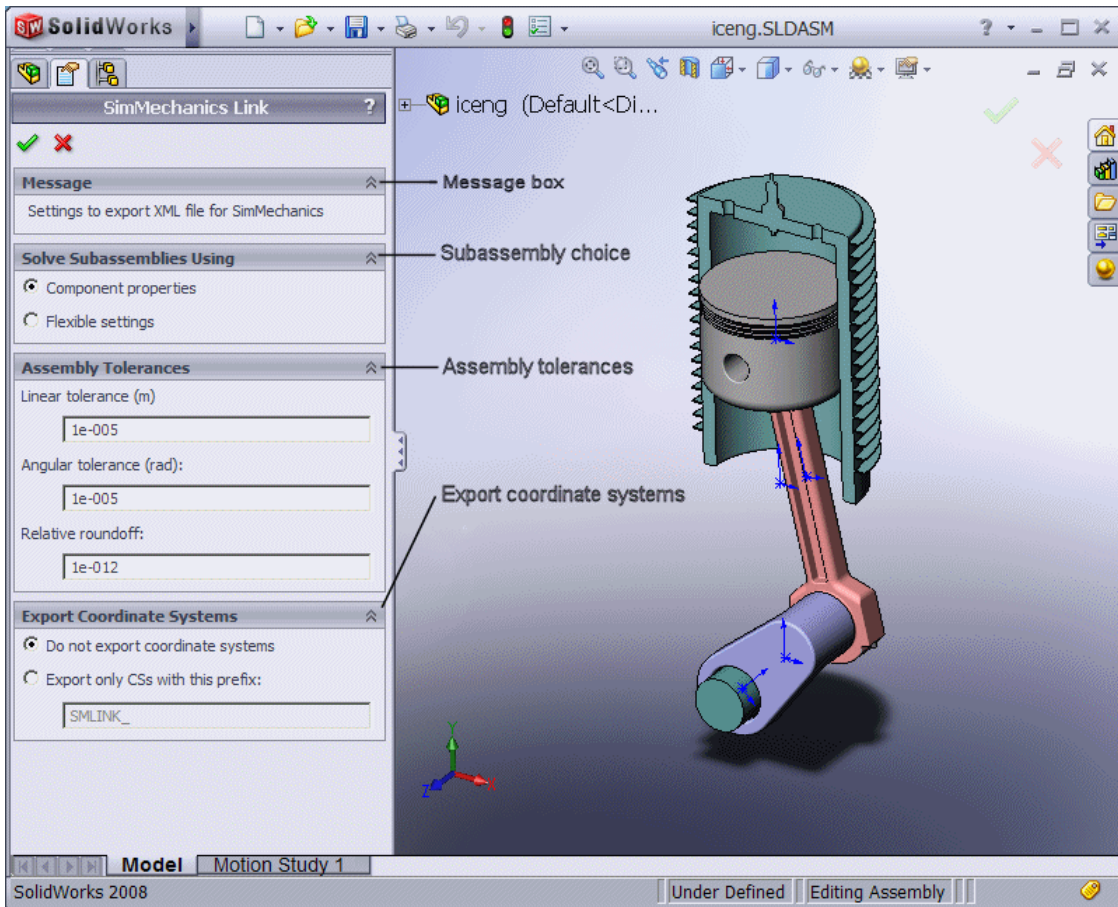 SolidWorks
iceng.SLDASM
?
SimMechanics Link ?
iceng (Default<Di...
Message
Message box
Settings to export XML file for SimMechanics
Solve Subassemblies Using
Subassembly choice
Component properties
Flexible settings
Assembly Tolerances
Assembly tolerances
Linear tolerance (m)
1e-005
Angular tolerance (rad):
1e-005
Export coordinate systems
Relative roundoff:
1e-012
Export Coordinate Systems
Do not export coordinate systems
Export only CSs with this prefix:
SMLINK_
Y
Z
X
Model
Motion Study 1
SolidWorks 2008
Under Defined
Editing Assembly